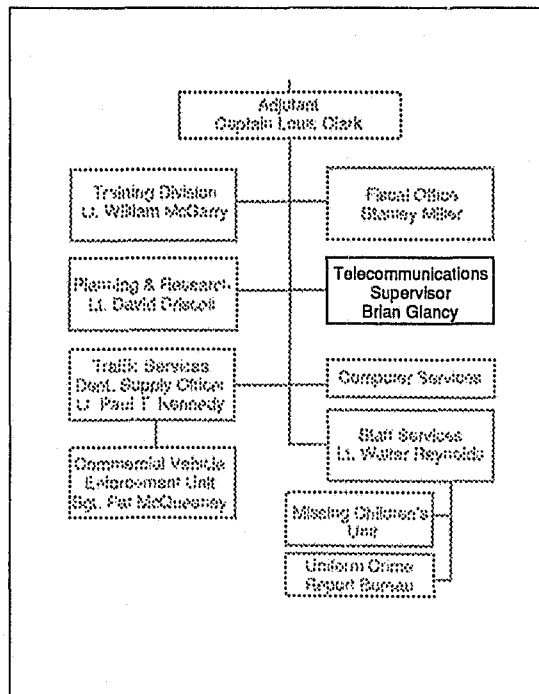 Adjutant
Captain Louis Clark
Training Division
Lt. William McGarry
Fiscal Office
Stanley Miller
Planning & Research
Lt. David Driscoll
Telecommunications
Supervisor
Brian Glancy
Traffic Services
Dept. Supply Officer
Lt. Paul T. Kennedy
Computer Services
Staff Services
Lt. Walter Reynolds
Commercial Vehicle
Enforcement Unit
Sgt. Pat McQueeney
Missing Children's
Unit
Uniform Crime
Report Bureau